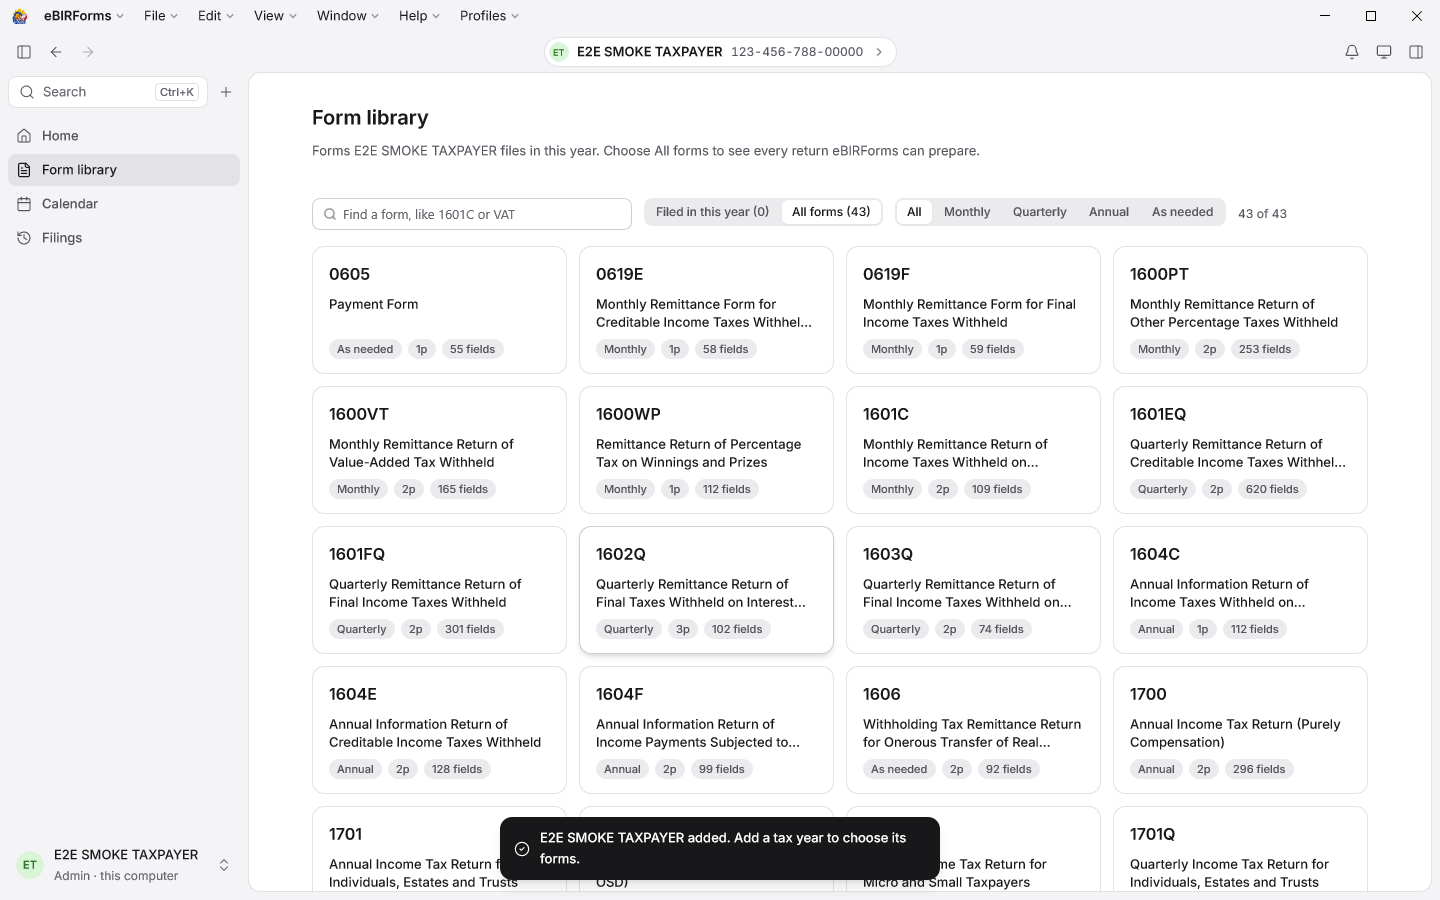 eBIRForms File Edit View Window Help Profiles
ET E2E SMOKE TAXPAYER 123-456-788-00000
Search Ctrl+K
Home
Form library
Calendar
Filings
Form library
Forms E2E SMOKE TAXPAYER files in this year. Choose All forms to see every return eBIRForms can prepare.
Find a form, like 1601C or VAT
Filed in this year (0) All forms (43)
All Monthly Quarterly Annual As needed
43 of 43
0605
Payment Form
As needed 1p 55 fields
0619E
Monthly Remittance Form for
Creditable Income Taxes Withhel...
Monthly 1p 58 fields
0619F
Monthly Remittance Form for Final
Income Taxes Withheld
Monthly 1p 59 fields
1600PT
Monthly Remittance Return of
Other Percentage Taxes Withheld
Monthly 2p 253 fields
1600VT
Monthly Remittance Return of
Value-Added Tax Withheld
Monthly 2p 165 fields
1600WP
Remittance Return of Percentage
Tax on Winnings and Prizes
Monthly 1p 112 fields
1601C
Monthly Remittance Return of
Income Taxes Withheld on...
Monthly 2p 109 fields
1601EQ
Quarterly Remittance Return of
Creditable Income Taxes Withhel...
Quarterly 2p 620 fields
1601FQ
Quarterly Remittance Return of
Final Income Taxes Withheld
Quarterly 2p 301 fields
1602Q
Quarterly Remittance Return of
Final Taxes Withheld on Interest...
Quarterly 3p 102 fields
1603Q
Quarterly Remittance Return of
Final Income Taxes Withheld on...
Quarterly 2p 74 fields
1604C
Annual Information Return of
Income Taxes Withheld on...
Annual 1p 112 fields
1604E
Annual Information Return of
Creditable Income Taxes Withheld
Annual 2p 128 fields
1604F
Annual Information Return of
Income Payments Subjected to...
Annual 2p 99 fields
1606
Withholding Tax Remittance Return
for Onerous Transfer of Real...
As needed 2p 92 fields
1700
Annual Income Tax Return (Purely
Compensation)
Annual 2p 296 fields
1701
Annual Income Tax Return
Individuals, Estates and Trusts
OSD)
Tax Return for
Micro and Small Taxpayers
1701Q
Quarterly Income Tax Return for
Individuals, Estates and Trusts
E2E SMOKE TAXPAYER added. Add a tax year to choose its
forms.
ET E2E SMOKE TAXPAYER
Admin · this computer